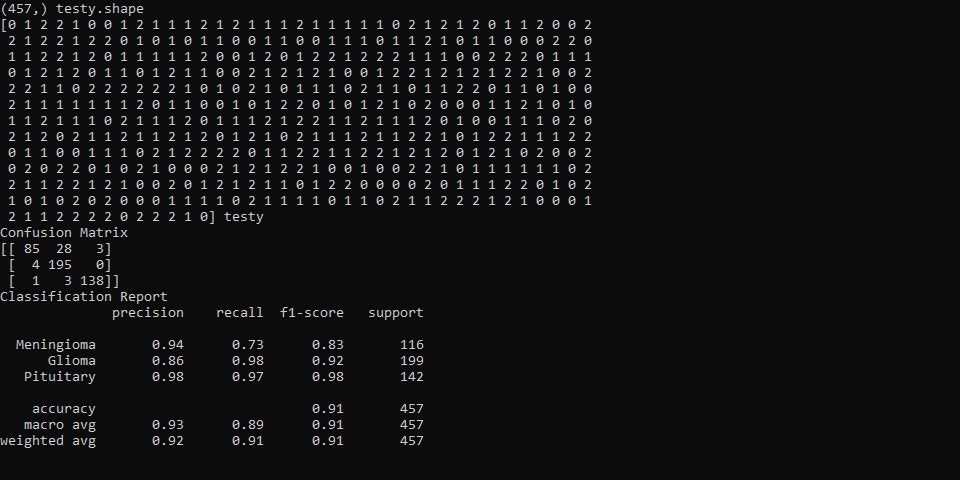 (457,) testy.shape
[0 1 2 2 1 0 0 1 2 1 1 1 2 1 2 1 1 1 2 1 1 1 1 1 1 0 2 1 2 1 2 0 1 1 2 0 0 2
2 1 2 2 1 2 2 0 1 0 1 0 1 1 0 0 1 1 0 0 1 1 1 0 1 1 2 1 0 1 1 0 0 0 2 2 0
1 1 2 2 1 2 0 1 1 1 1 1 2 0 0 1 2 0 1 2 2 1 2 2 2 1 1 1 0 0 2 2 2 0 1 1 1
0 1 2 1 2 0 1 1 0 1 2 1 1 0 0 2 1 2 1 2 1 0 0 1 2 2 1 2 1 2 1 2 2 1 0 0 2
2 2 1 1 0 2 2 2 2 2 2 1 0 1 0 2 1 0 1 1 1 0 2 1 1 0 1 1 2 2 0 1 1 0 1 0 0
2 1 1 1 1 1 1 1 2 0 1 1 0 0 1 0 1 2 2 0 1 0 1 2 1 0 2 0 0 0 1 1 2 1 0 1 0
1 1 2 1 1 1 0 2 1 1 1 2 0 1 1 1 2 1 1 1 2 1 1 1 2 0 1 0 0 1 1 1 0 2 0
2 1 2 0 2 1 1 2 1 1 2 1 2 0 1 2 1 0 2 1 1 1 2 1 1 2 2 1 0 1 2 2 1 1 1 2 2
0 1 1 0 0 1 1 1 0 2 1 2 2 2 2 0 1 1 2 2 1 1 2 2 1 2 1 2 0 1 2 1 0 2 0 0 2
0 2 0 2 2 0 1 0 2 1 0 0 0 2 1 2 1 2 2 1 0 0 1 0 0 2 2 1 0 1 1 1 1 1 1 0 2
2 1 1 2 2 1 2 1 0 0 2 0 1 2 1 2 1 1 0 1 2 2 0 0 0 0 2 0 1 1 1 2 2 0 1 0 2
1 0 1 0 2 0 2 0 0 0 1 1 1 1 0 2 1 1 1 1 0 1 1 0 2 1 1 2 2 2 1 2 1 0 0 0 1
2 1 1 2 2 2 2 0 2 2 2 1 0] testy
Confusion Matrix
[[ 85 28 3]
[ 4 195 0]
[ 1 3 138]]
Classification Report
precision recall f1-score support
Meningioma 0.94 0.73 0.83 116
Glioma 0.86 0.98 0.92 199
Pituitary 0.98 0.97 0.98 142
accuracy 0.91 457
macro avg 0.93 0.89 0.91 457
weighted avg 0.92 0.91 0.91 457